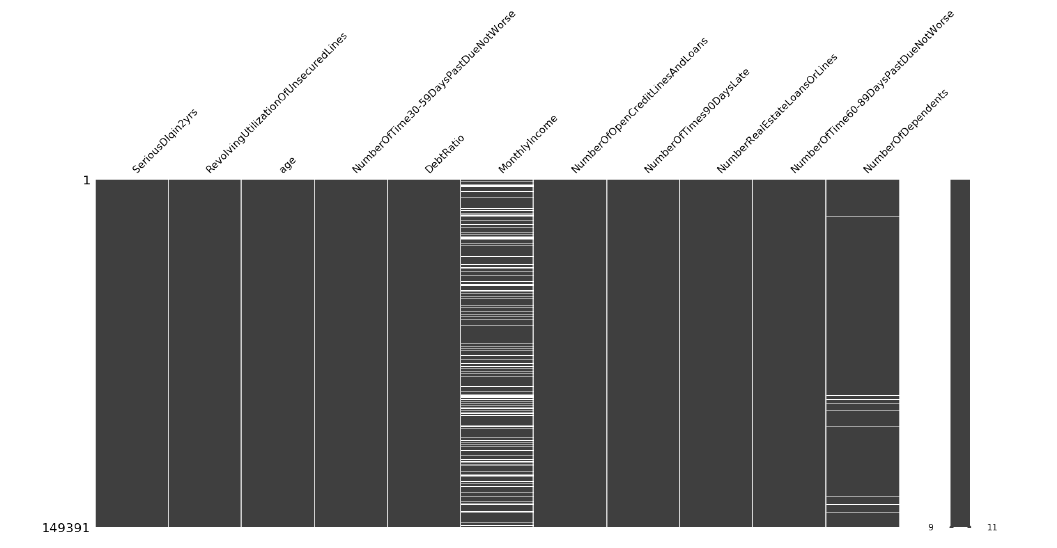 SeriousDlqin2yrs
RevolvingUtilizationOfUnsecuredLines
age
NumberOfTime30-59DaysPastDueNotWorse
DebtRatio
MonthlyIncome
NumberOfOpenCreditLinesAndLoans
NumberOfTimes90DaysLate
NumberRealEstateLoansOrLines
NumberOfTime60-89DaysPastDueNotWorse
NumberOfDependents
1
149391
9
11